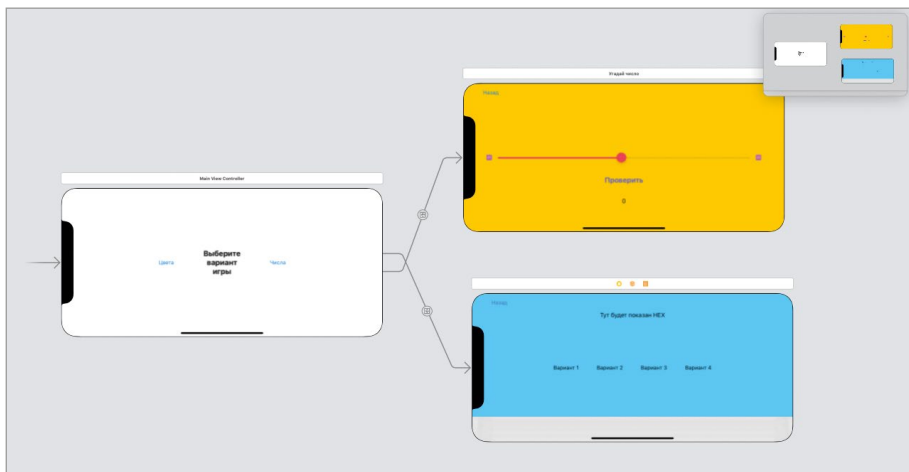 Main View Controller
Цвета
Выберите
вариант
игры
Числа
Угадай число
Назад
Проверить
0
Назад
Тут будет показан HEX
Вариант 1
Вариант 2
Вариант 3
Вариант 4